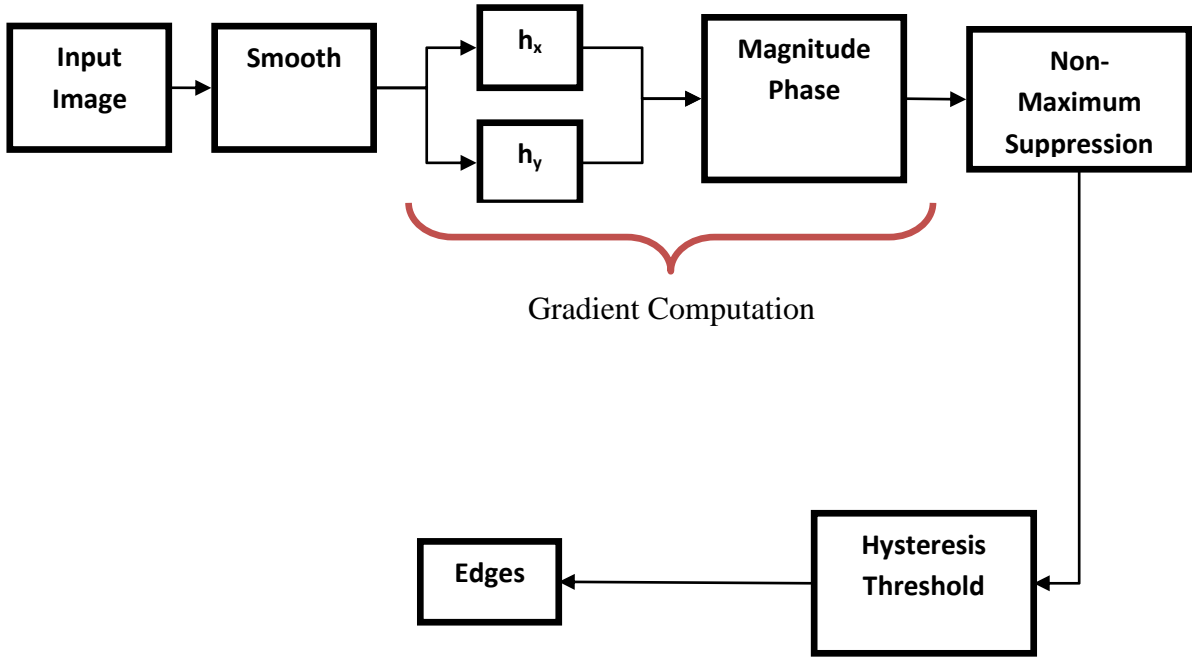 Input
Image
Smooth
hx
hy
Magnitude
Phase
Non-
Maximum
Suppression
Gradient Computation
Hysteresis
Threshold
Edges